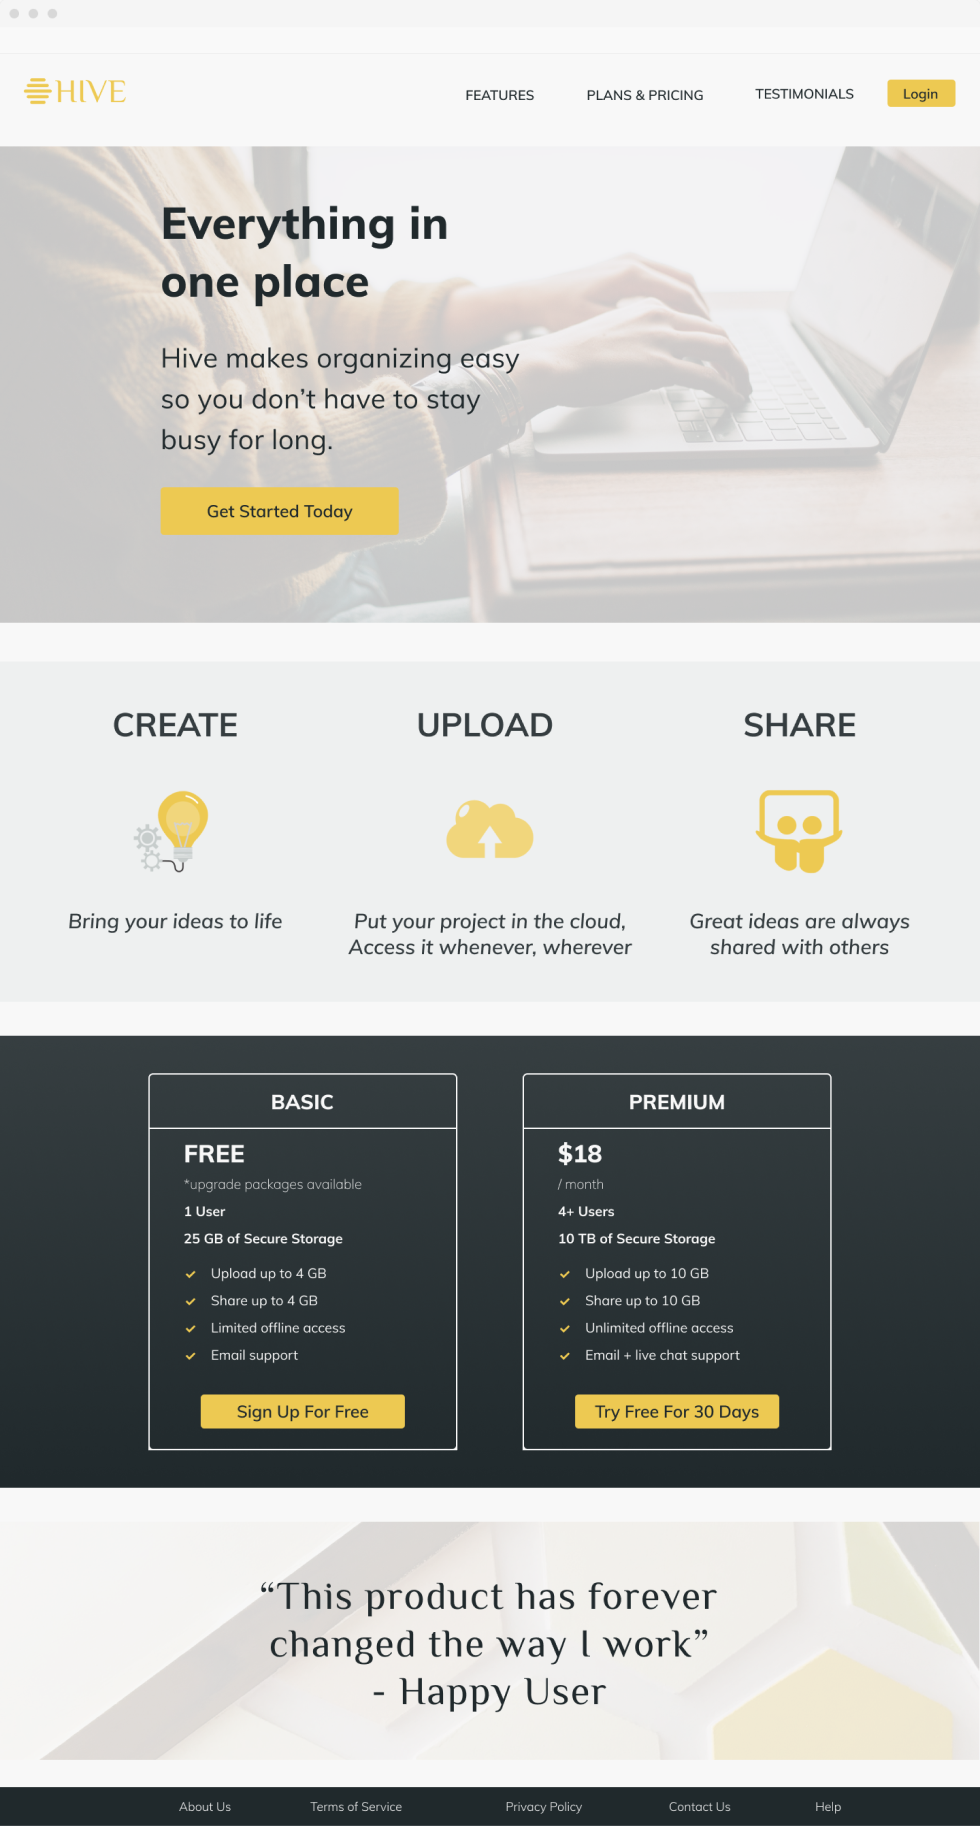 HIVE
FEATURES
PLANS & PRICING
TESTIMONIALS
Login
Everything in
one place
Hive makes organizing easy
so you don’t have to stay
busy for long.
Get Started Today
CREATE
UPLOAD
SHARE
Bring your ideas to life
Put your project in the cloud,
Access it whenever, wherever
Great ideas are always
shared with others
BASIC
FREE
*upgrade packages available
1 User
25 GB of Secure Storage
Upload up to 4 GB
Share up to 4 GB
Limited offline access
Email support
Sign Up For Free
PREMIUM
$18
/ month
4+ Users
10 TB of Secure Storage
Upload up to 10 GB
Share up to 10 GB
Unlimited offline access
Email + live chat support
Try Free For 30 Days
“This product has forever
changed the way I work”
- Happy User
About Us
Terms of Service
Privacy Policy
Contact Us
Help